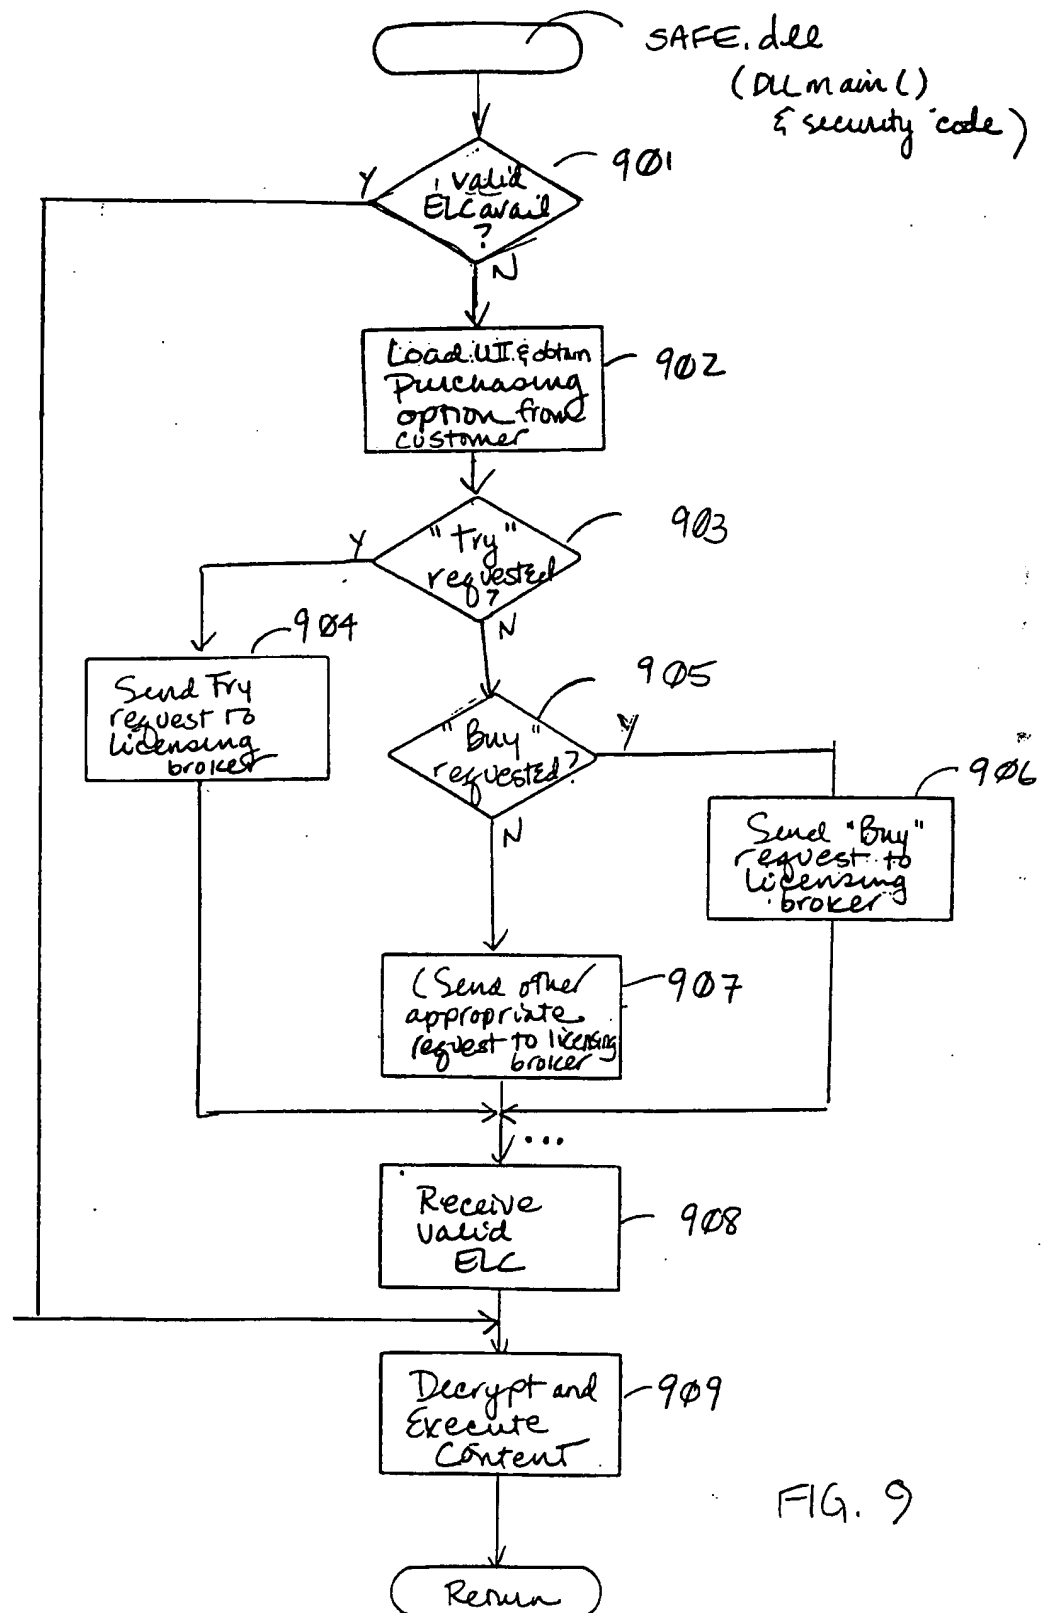 SAFE.dll
(DLLmain()
& security code)
901
Y
valid
ELC avail
?
N
Load UI & obtain
Purchasing
option from
customer
902
"Try"
requested
?
903
Y
N
904
Send Try
request to
licensing
broker
905
"Buy"
requested?
Y
N
906
Send "Buy"
request to
licensing
broker
(Send other
appropriate
request to licensing
broker
907
...
Receive
valid
ELC
908
Decrypt and
Execute
Content
909
FIG. 9
Return